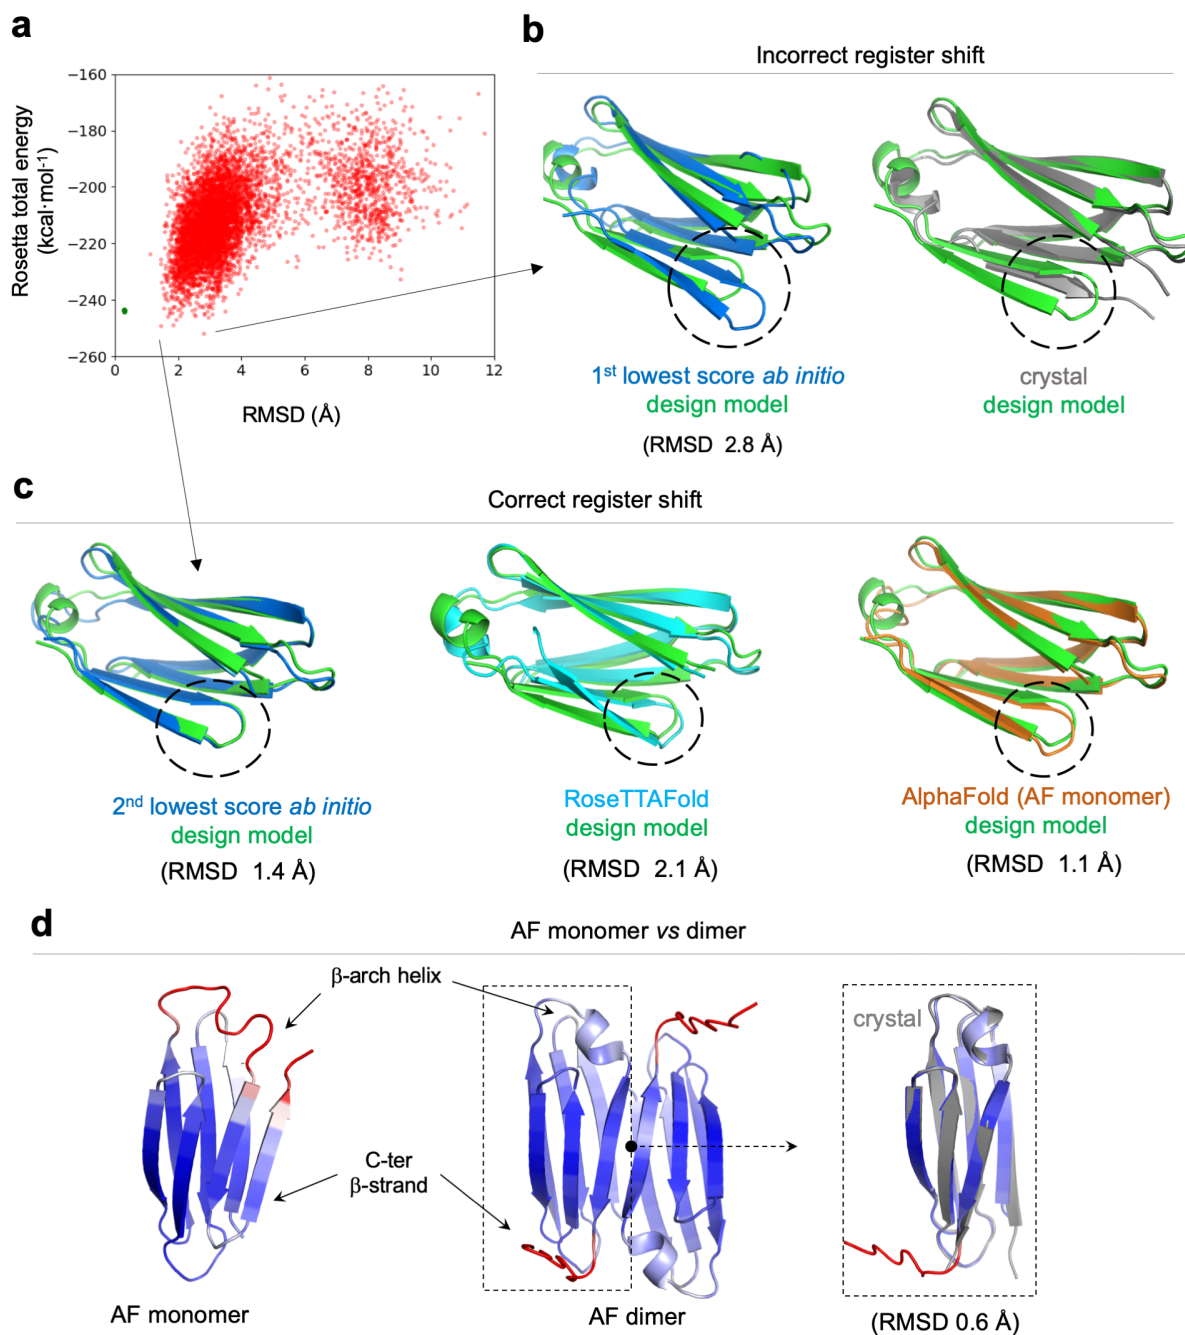 a
−160
−180
−200
−220
−240
−260
0
2
4
6
8
10
12
Rosetta total energy
(kcal·mol⁻¹)
RMSD (Å)
b
Incorrect register shift
1ˢᵗ lowest score ab initio
design model
(RMSD 2.8 Å)
crystal
design model
c
Correct register shift
2ⁿᵈ lowest score ab initio
design model
(RMSD 1.4 Å)
RoseTTAFold
design model
(RMSD 2.1 Å)
AlphaFold (AF monomer)
design model
(RMSD 1.1 Å)
d
AF monomer vs dimer
β-arch helix
C-ter
β-strand
crystal
AF monomer
AF dimer
(RMSD 0.6 Å)